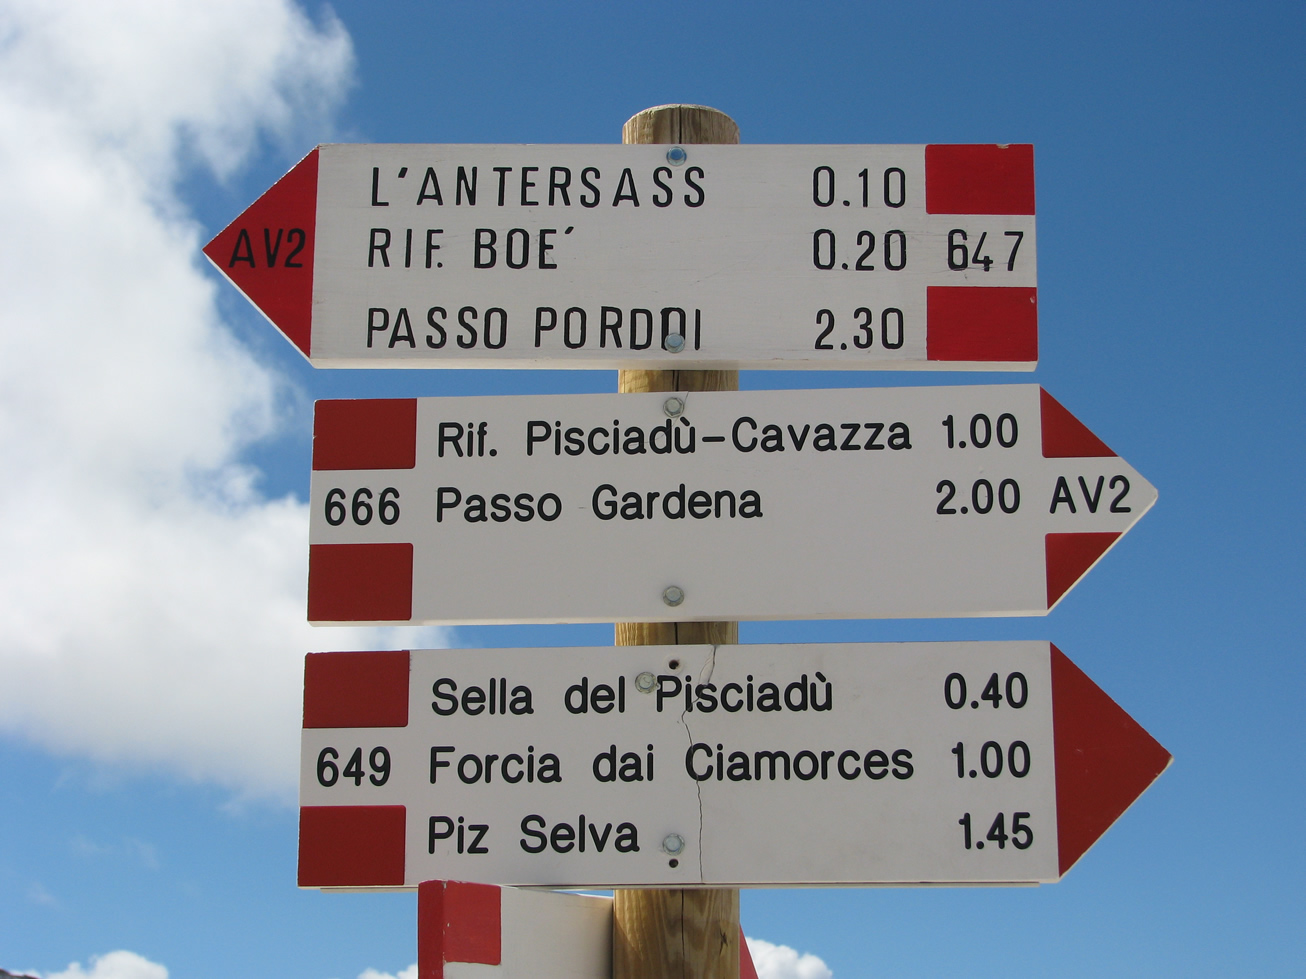 L'ANTERSASS 0.10
AV2 RIF. BOE´ 0.20 647
PASSO PORDOI 2.30
Rif. Pisciadù-Cavazza 1.00
666 Passo Gardena 2.00 AV2
Sella del Pisciadù 0.40
649 Forcia dai Ciamorces 1.00
Piz Selva 1.45